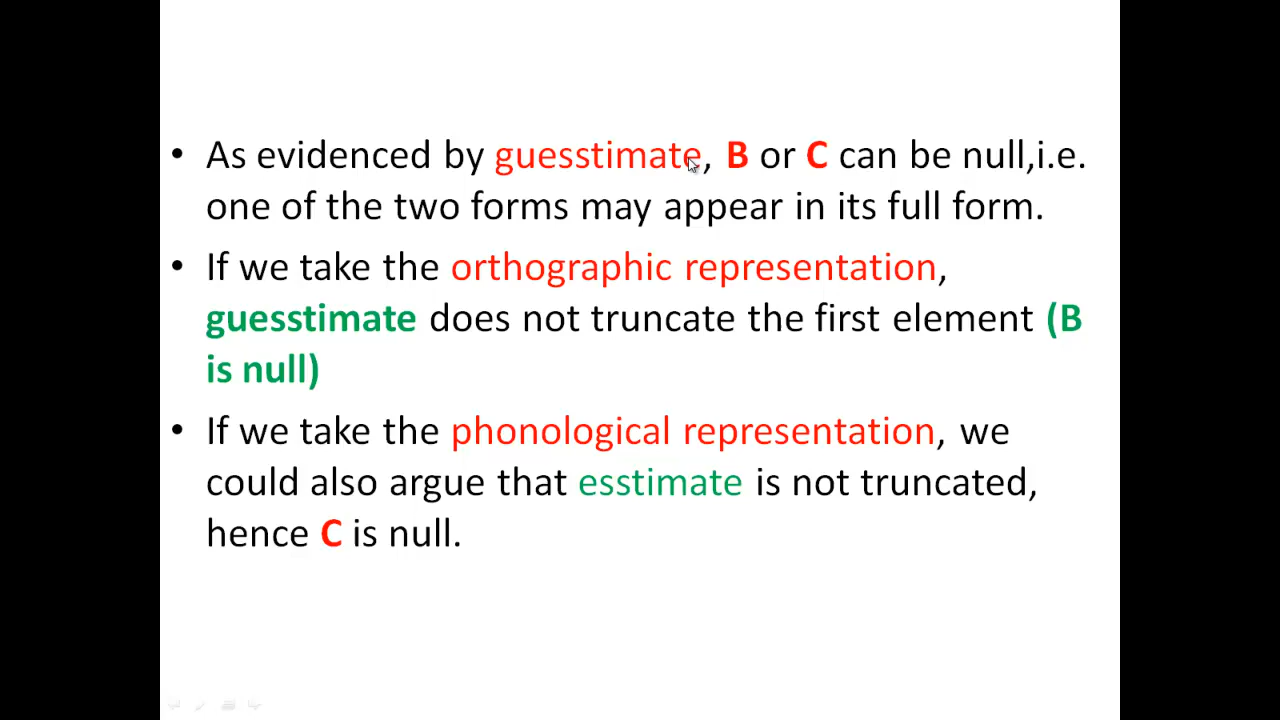 • As evidenced by guesstimate, B or C can be null,i.e.
one of the two forms may appear in its full form.
• If we take the orthographic representation,
guesstimate does not truncate the first element (B
is null)
• If we take the phonological representation, we
could also argue that esstimate is not truncated,
hence C is null.